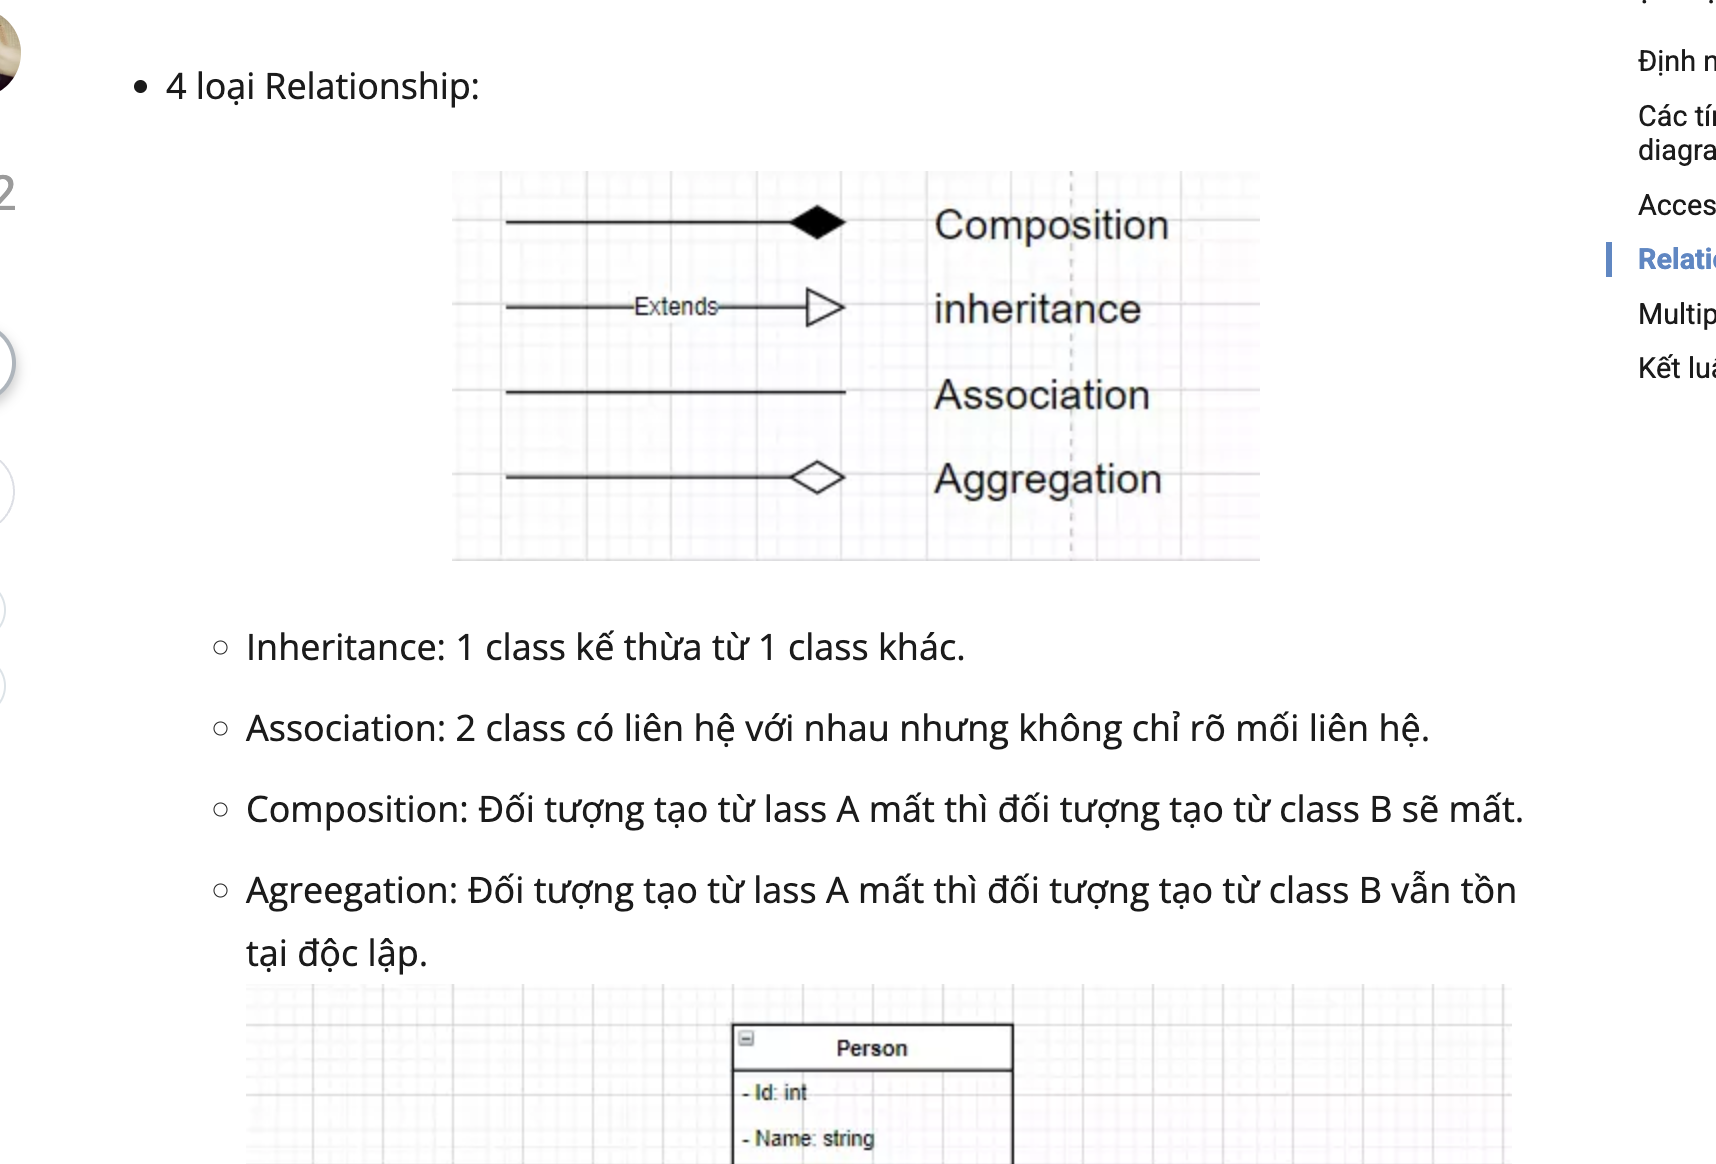 4 loại Relationship:
Composition
Extends
inheritance
Association
Aggregation
Inheritance: 1 class kế thừa từ 1 class khác.
Association: 2 class có liên hệ với nhau nhưng không chỉ rõ mối liên hệ.
Composition: Đối tượng tạo từ lass A mất thì đối tượng tạo từ class B sẽ mất.
Agreegation: Đối tượng tạo từ lass A mất thì đối tượng tạo từ class B vẫn tồn
tại độc lập.
Person
- Id: int
- Name: string
2
Định
Các
diagra
Acces
Relati
Multip
Kết